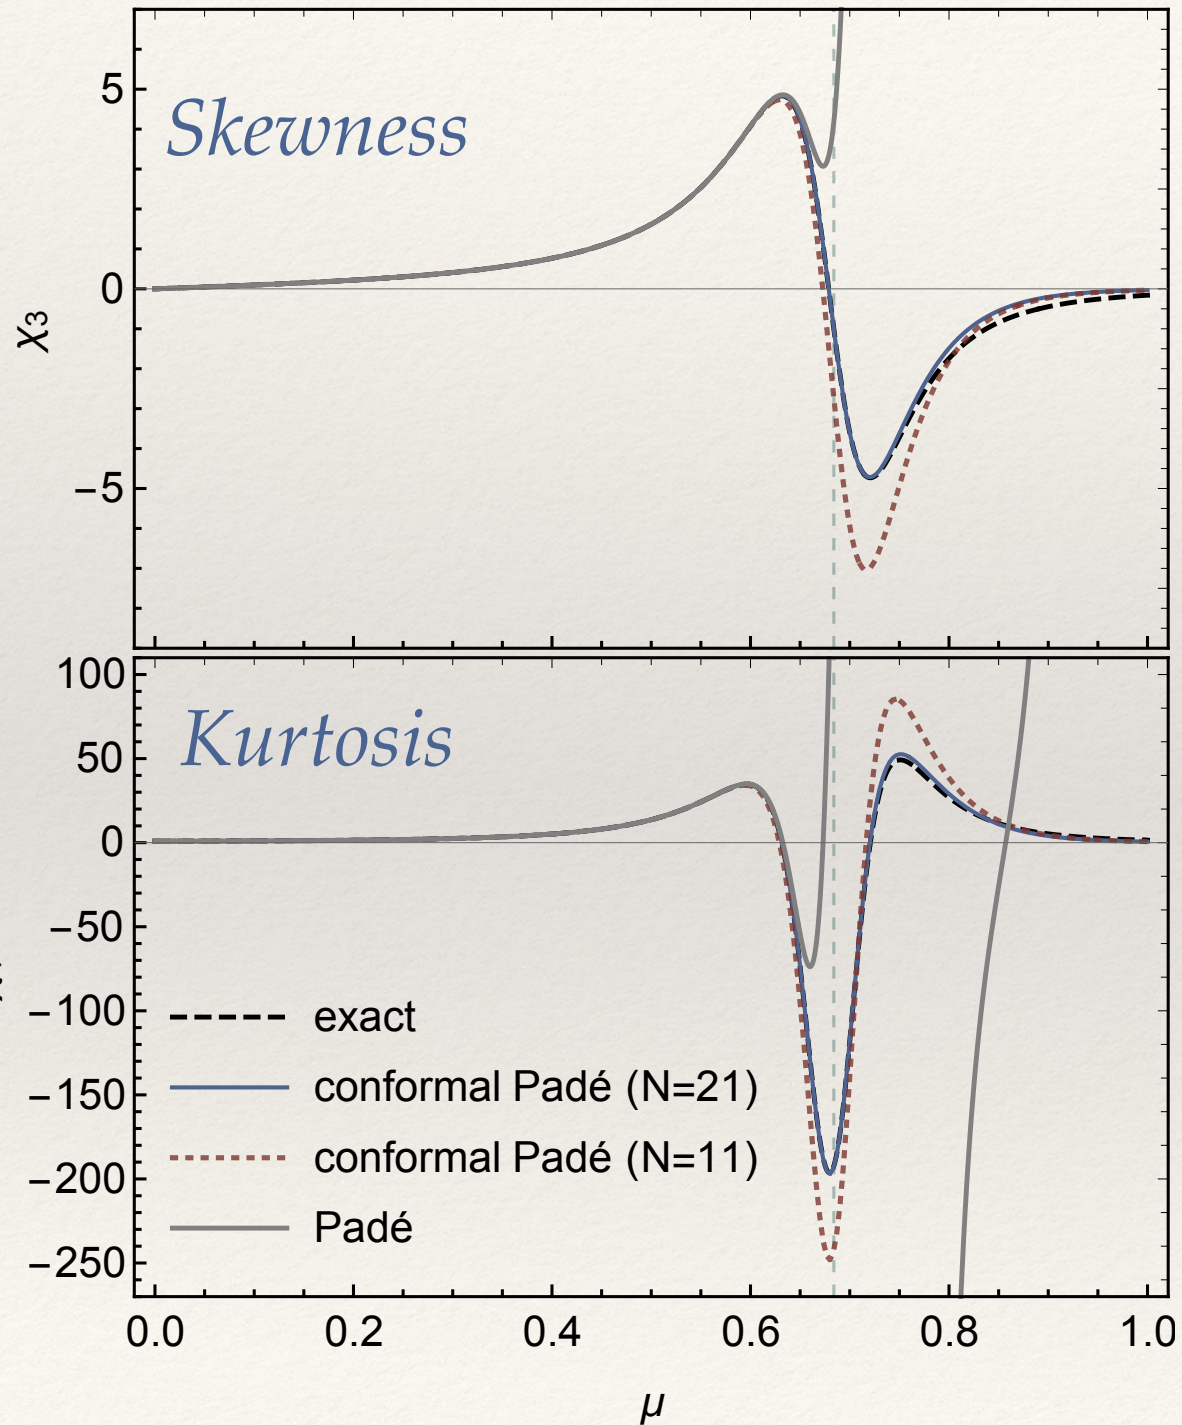 5
Skewness
0
χ3
−5
100
Kurtosis
50
0
−50
−100
exact
−150
conformal Padé (N=21)
−200
conformal Padé (N=11)
−250
Padé
0.0 0.2 0.4 0.6 0.8 1.0
μ